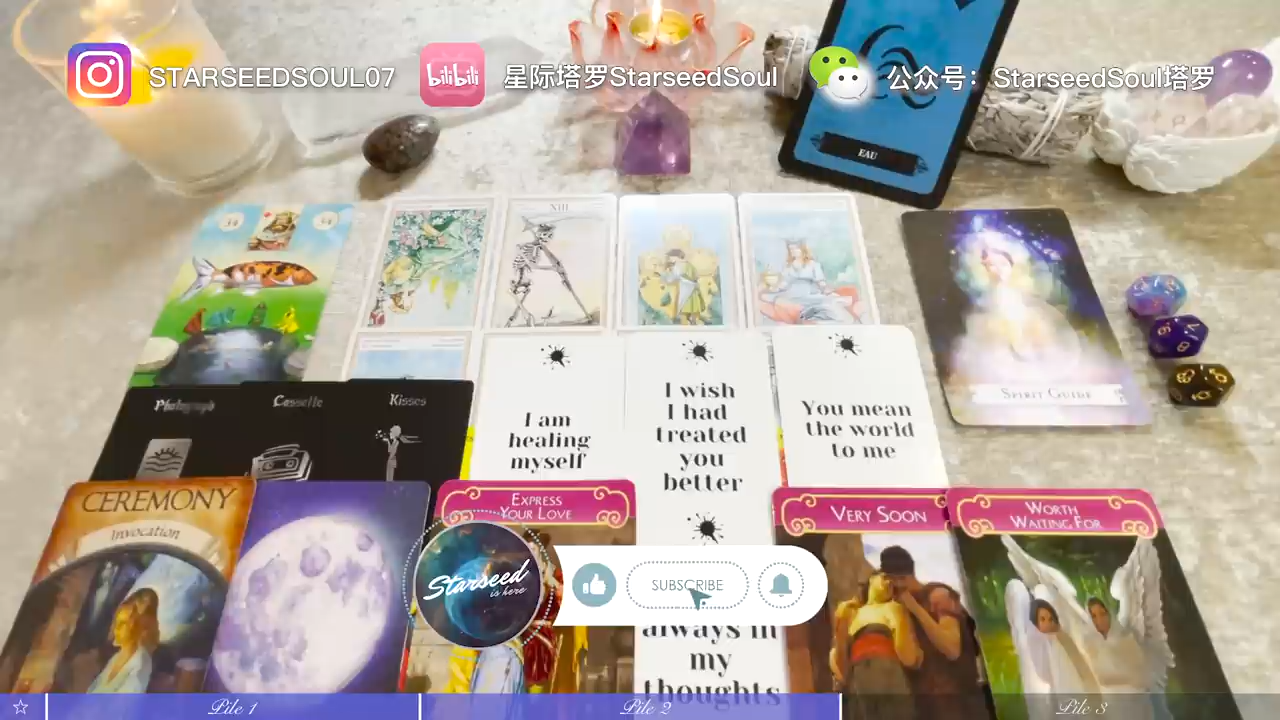 STARSEEDSOUL07
bilibili
星际塔罗StarseedSoul
公众号：StarseedSoul塔罗
EAU
34
34
XIII
SPIRIT GUIDE
Photograph
Cassette
Kisses
I am
healing
myself
I wish
I had
treated
you
better
You mean
the world
to me
CEREMONY
Invocation
EXPRESS
YOUR LOVE
VERY SOON
WORTH
WAITING FOR
Starseed
is here
SUBSCRIBE
always in
my
thoughts
Pile 1
Pile 2
Pile 3